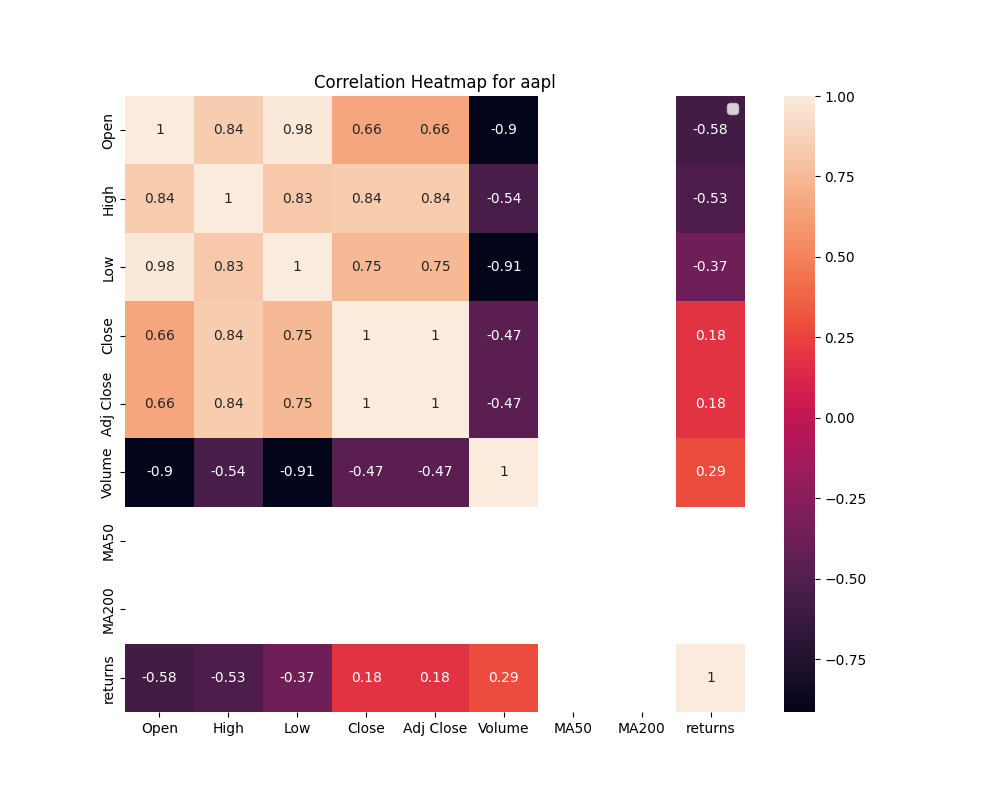 Correlation Heatmap for aapl
Open 1 0.84 0.98 0.66 0.66 -0.9 -0.58
High 0.84 1 0.83 0.84 0.84 -0.54 -0.53
Low 0.98 0.83 1 0.75 0.75 -0.91 -0.37
Close 0.66 0.84 0.75 1 1 -0.47 0.18
Adj Close 0.66 0.84 0.75 1 1 -0.47 0.18
Volume -0.9 -0.54 -0.91 -0.47 -0.47 1 0.29
MA50
MA200
returns -0.58 -0.53 -0.37 0.18 0.18 0.29 1
Open High Low Close Adj Close Volume MA50 MA200 returns
1.00
0.75
0.50
0.25
0.00
−0.25
−0.50
−0.75